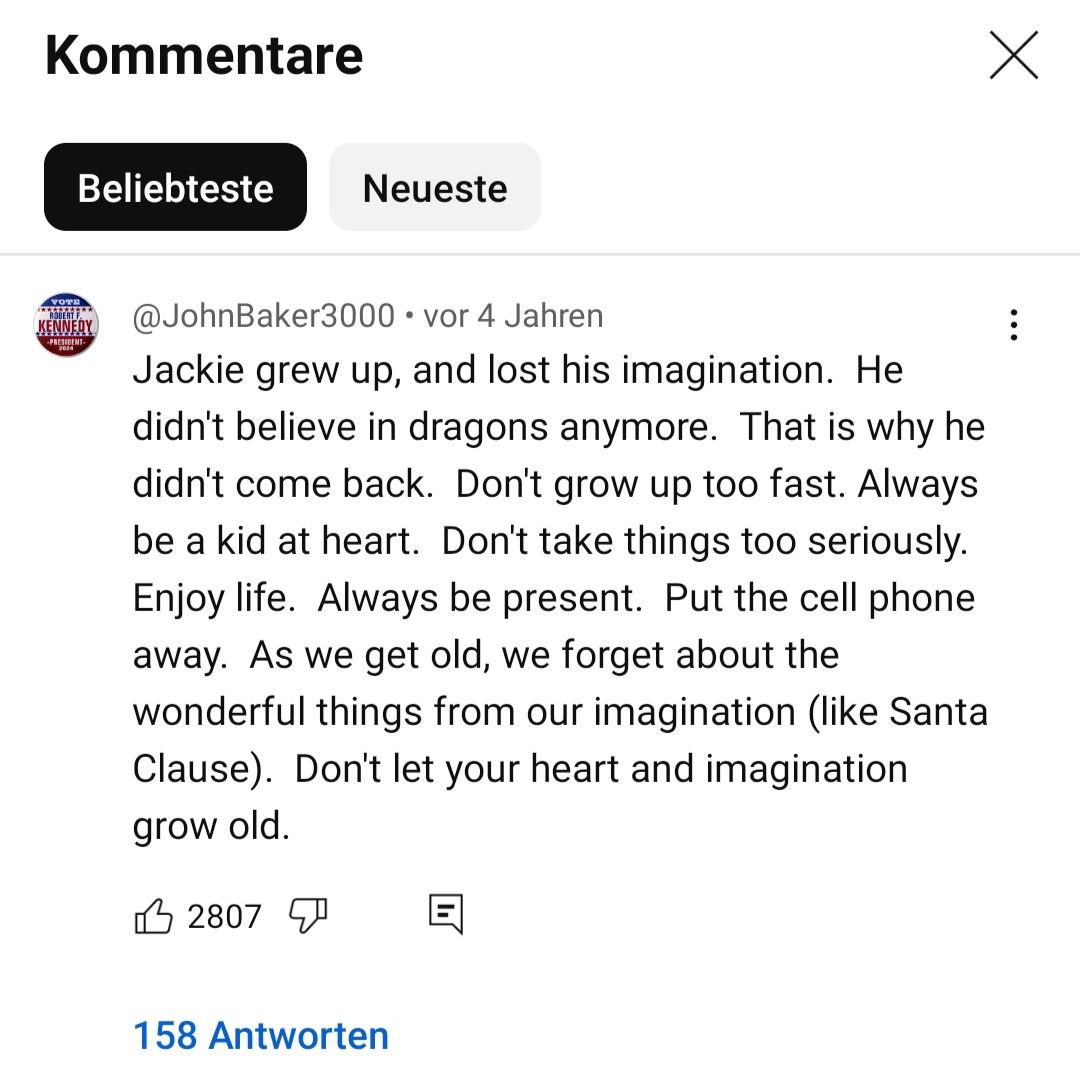 Kommentare
Beliebteste
Neueste
VOTE
ROBERT F.
KENNEDY
-PRESIDENT-
2024
@JohnBaker3000 • vor 4 Jahren
Jackie grew up, and lost his imagination.  He
didn't believe in dragons anymore.  That is why he
didn't come back.  Don't grow up too fast. Always
be a kid at heart.  Don't take things too seriously.
Enjoy life.  Always be present.  Put the cell phone
away.  As we get old, we forget about the
wonderful things from our imagination (like Santa
Clause).  Don't let your heart and imagination
grow old.
2807
158 Antworten